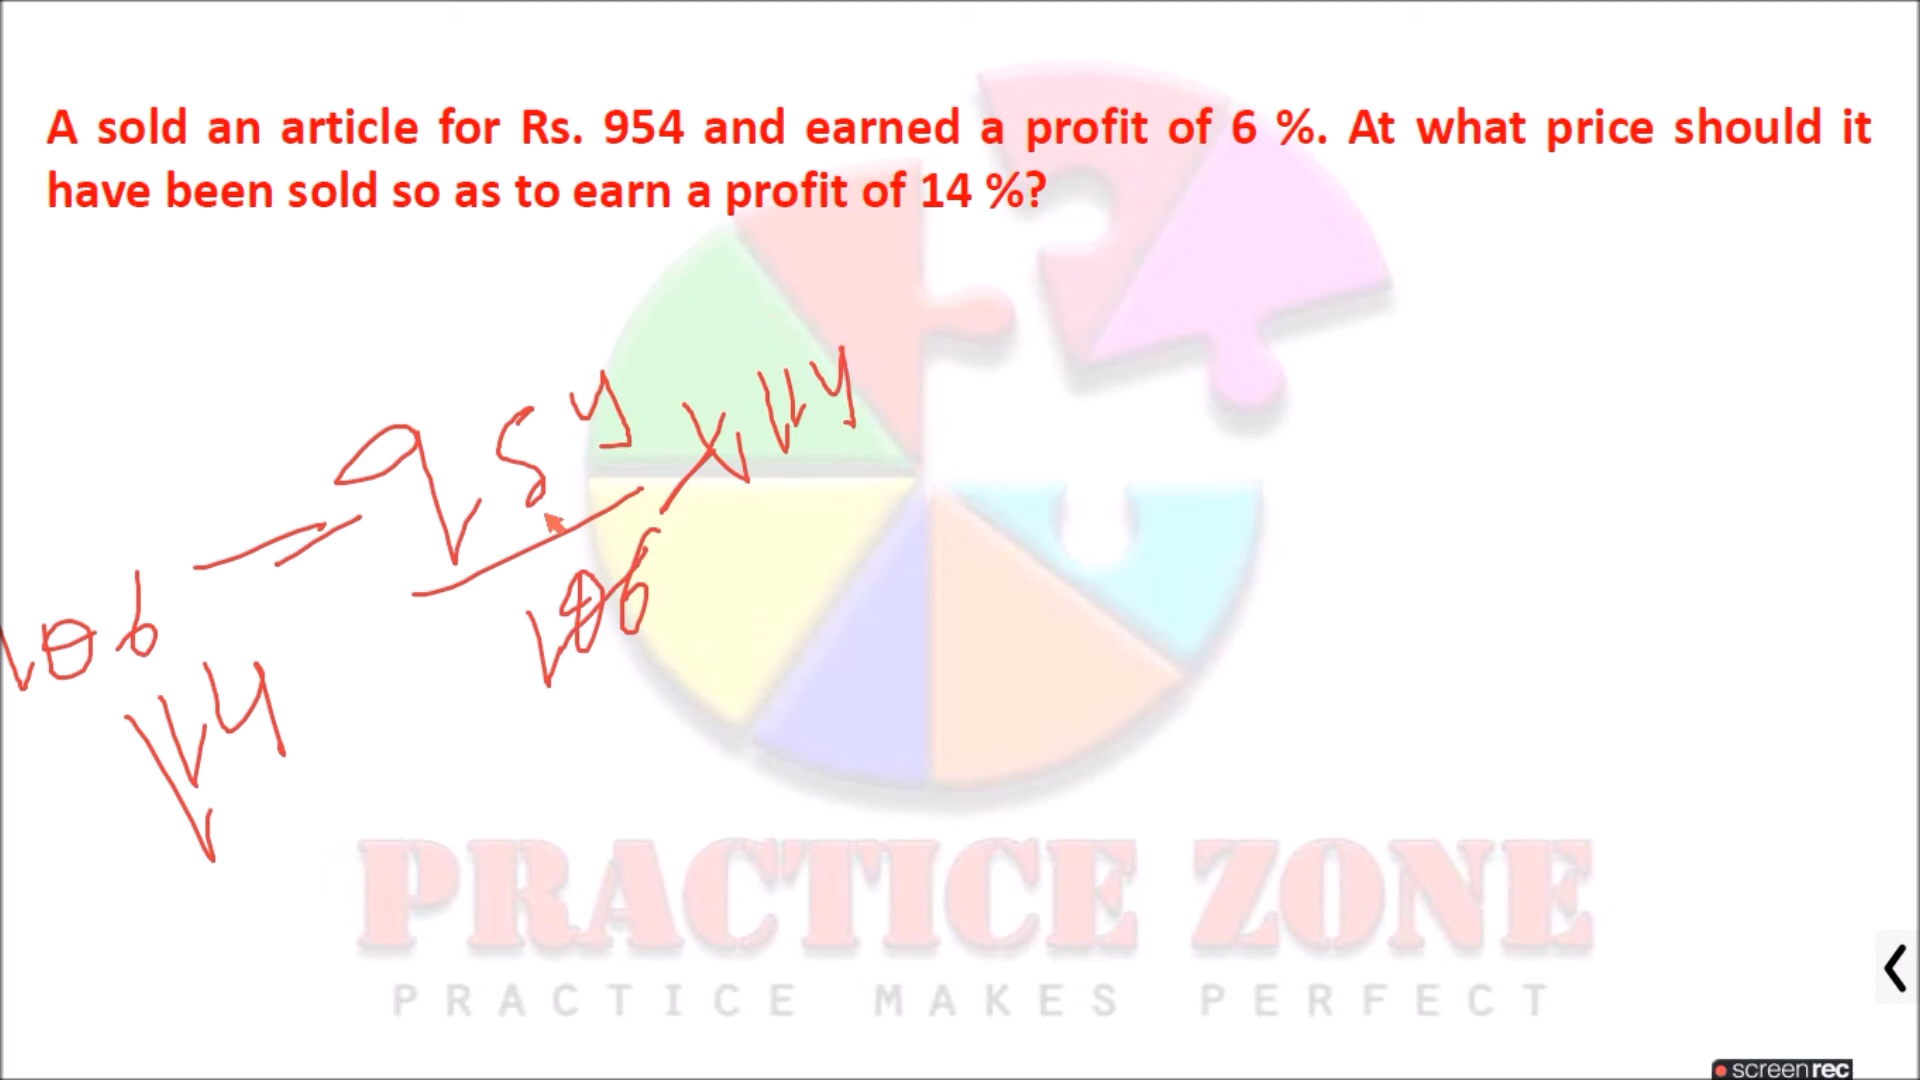 A sold an article for Rs. 954 and earned a profit of 6 %. At what price should it
have been sold so as to earn a profit of 14 %?
106 = 954 X 114
106
114
PRACTICE ZONE
PRACTICE MAKES PERFECT
screenrec